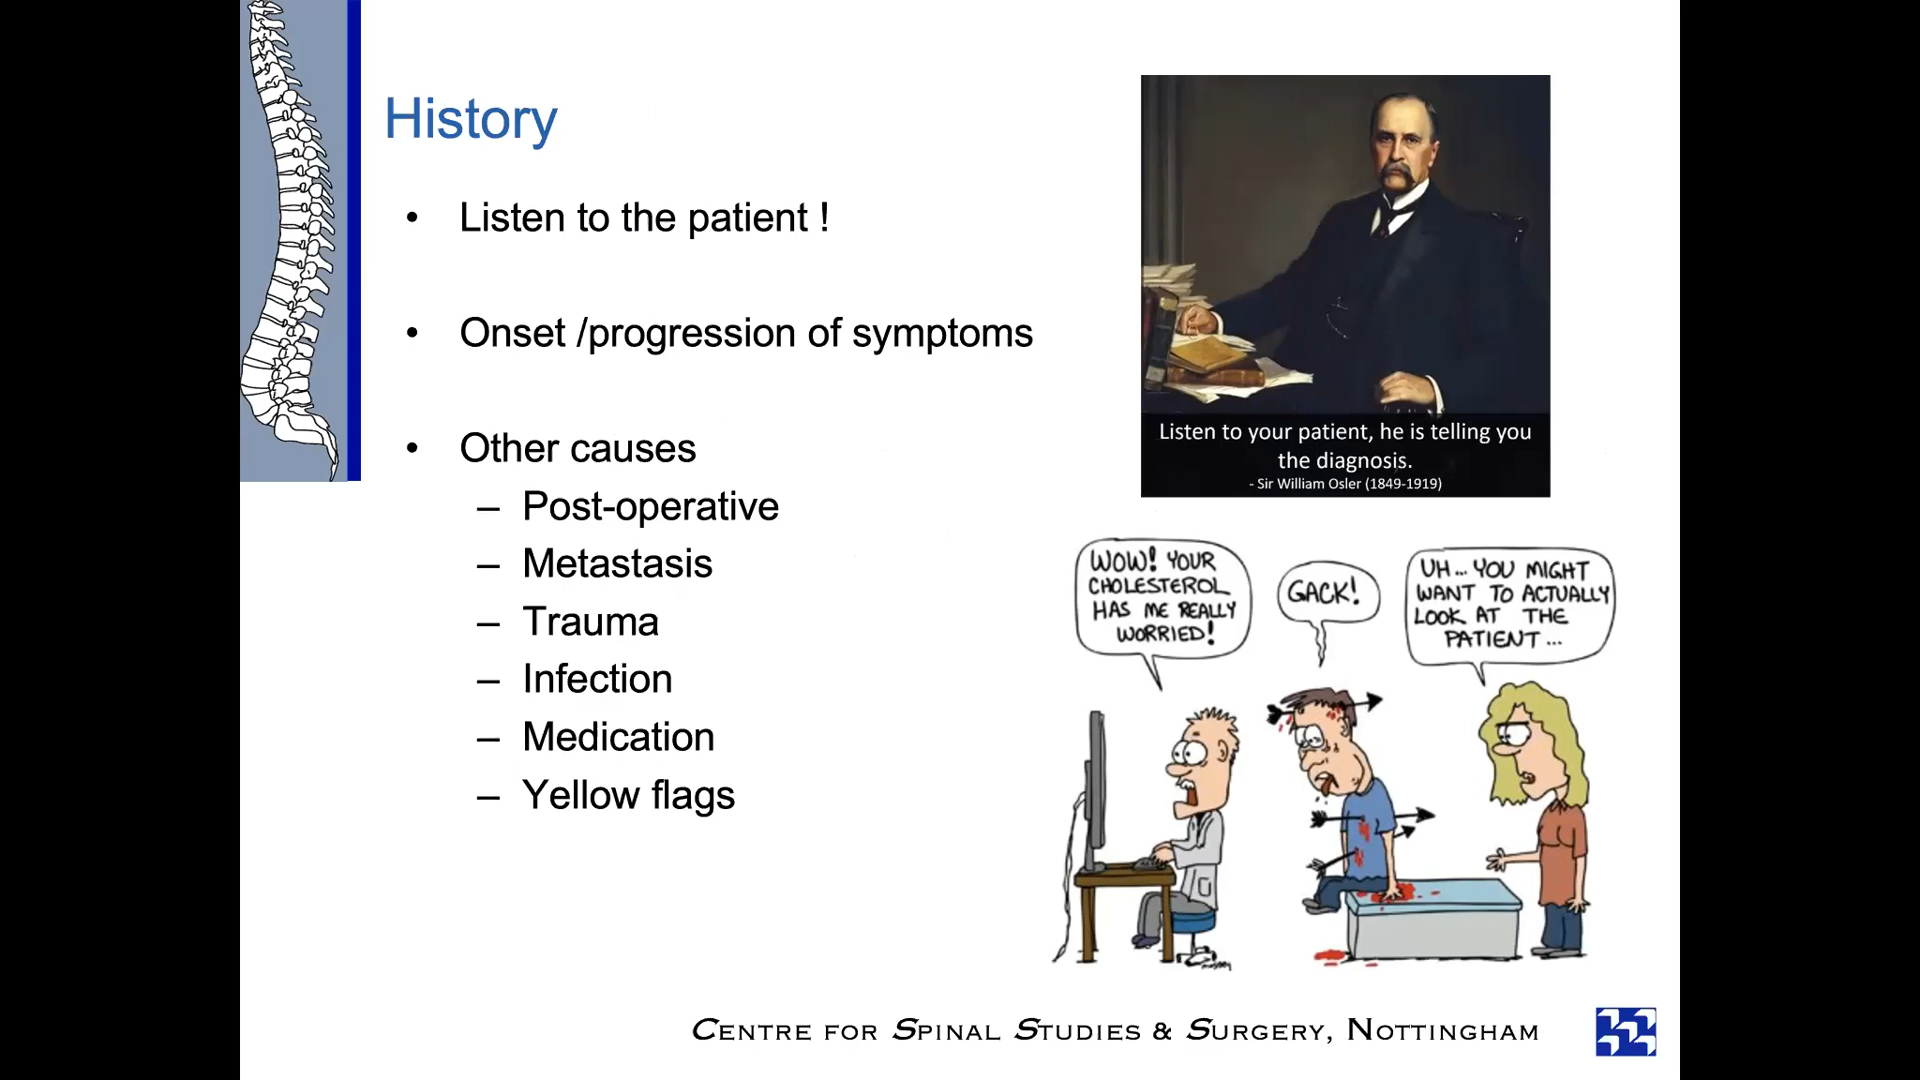 History
• Listen to the patient !
• Onset /progression of symptoms
• Other causes
– Post-operative
– Metastasis
– Trauma
– Infection
– Medication
– Yellow flags
Listen to your patient, he is telling you
the diagnosis.
- Sir William Osler (1849-1919)
WOW! YOUR
CHOLESTEROL
HAS ME REALLY
WORRIED!
GACK!
UH... YOU MIGHT
WANT TO ACTUALLY
LOOK AT THE
PATIENT...
CENTRE FOR SPINAL STUDIES & SURGERY, NOTTINGHAM